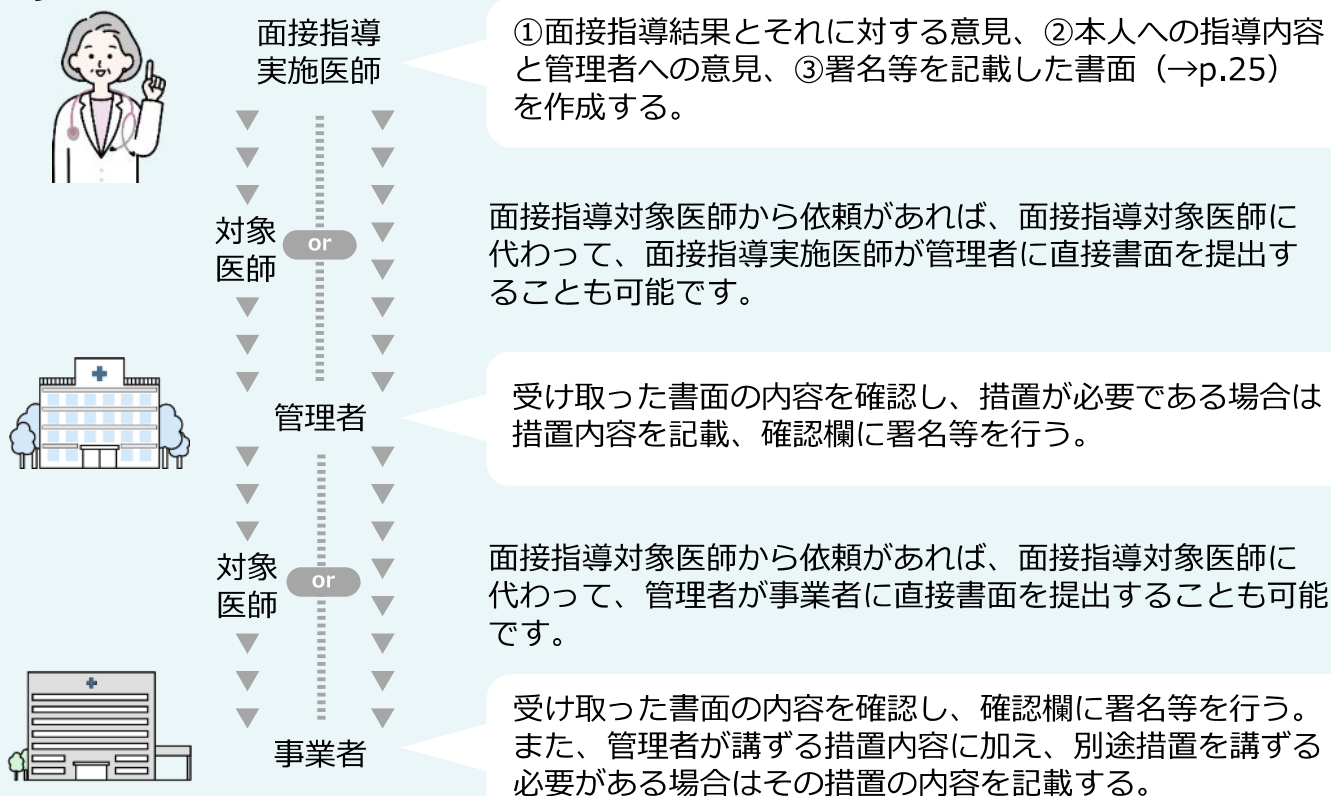 面接指導
実施医師
①面接指導結果とそれに対する意見、②本人への指導内容
と管理者への意見、③署名等を記載した書面（→p.25）
を作成する。
対象
医師
or
面接指導対象医師から依頼があれば、面接指導対象医師に
代わって、面接指導実施医師が管理者に直接書面を提出す
ることも可能です。
管理者
受け取った書面の内容を確認し、措置が必要である場合は
措置内容を記載、確認欄に署名等を行う。
対象
医師
or
面接指導対象医師から依頼があれば、面接指導対象医師に
代わって、管理者が事業者に直接書面を提出することも可能
です。
事業者
受け取った書面の内容を確認し、確認欄に署名等を行う。
また、管理者が講ずる措置内容に加え、別途措置を講ずる
必要がある場合はその措置の内容を記載する。